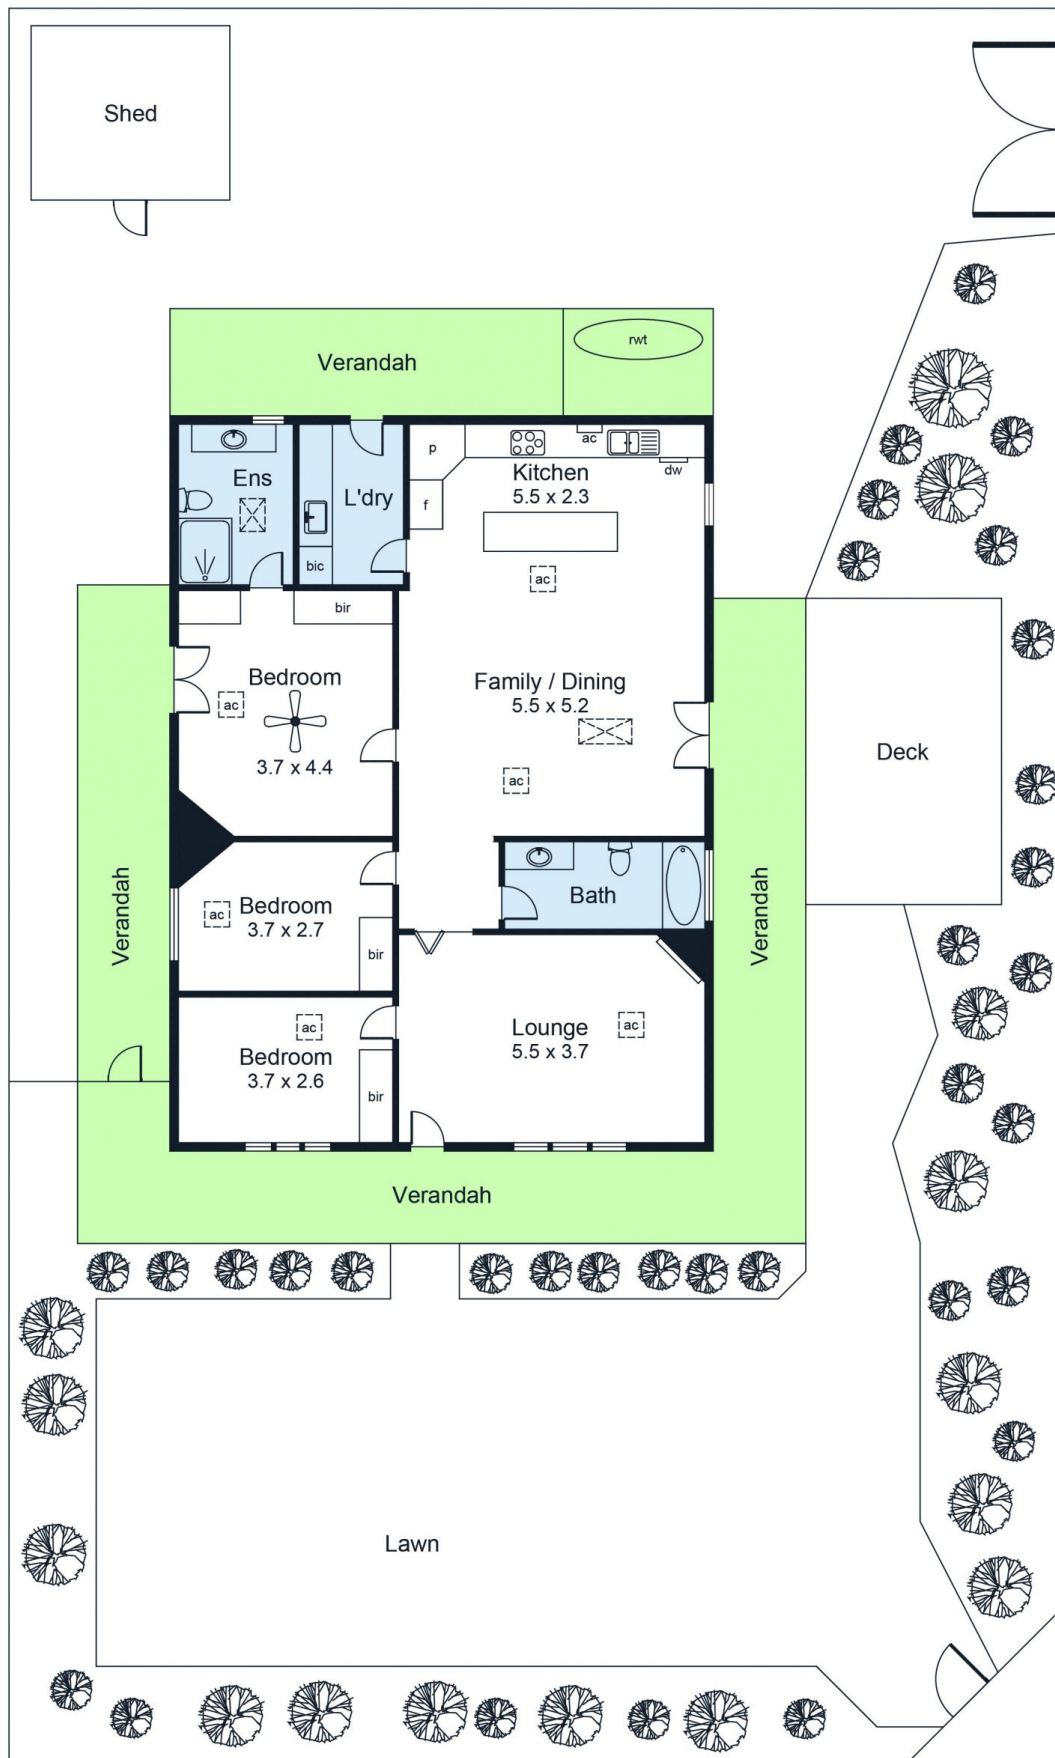 Shed
rwt
Verandah
p
ac
Kitchen
5.5 x 2.3
dw
Ens
L'dry
f
bic
ac
bir
Bedroom
ac
3.7 x 4.4
Family / Dining
5.5 x 5.2
ac
Deck
Bath
Verandah
Verandah
ac
Bedroom
3.7 x 2.7
bir
ac
Bedroom
3.7 x 2.6
bir
Lounge
5.5 x 3.7
ac
Verandah
Lawn